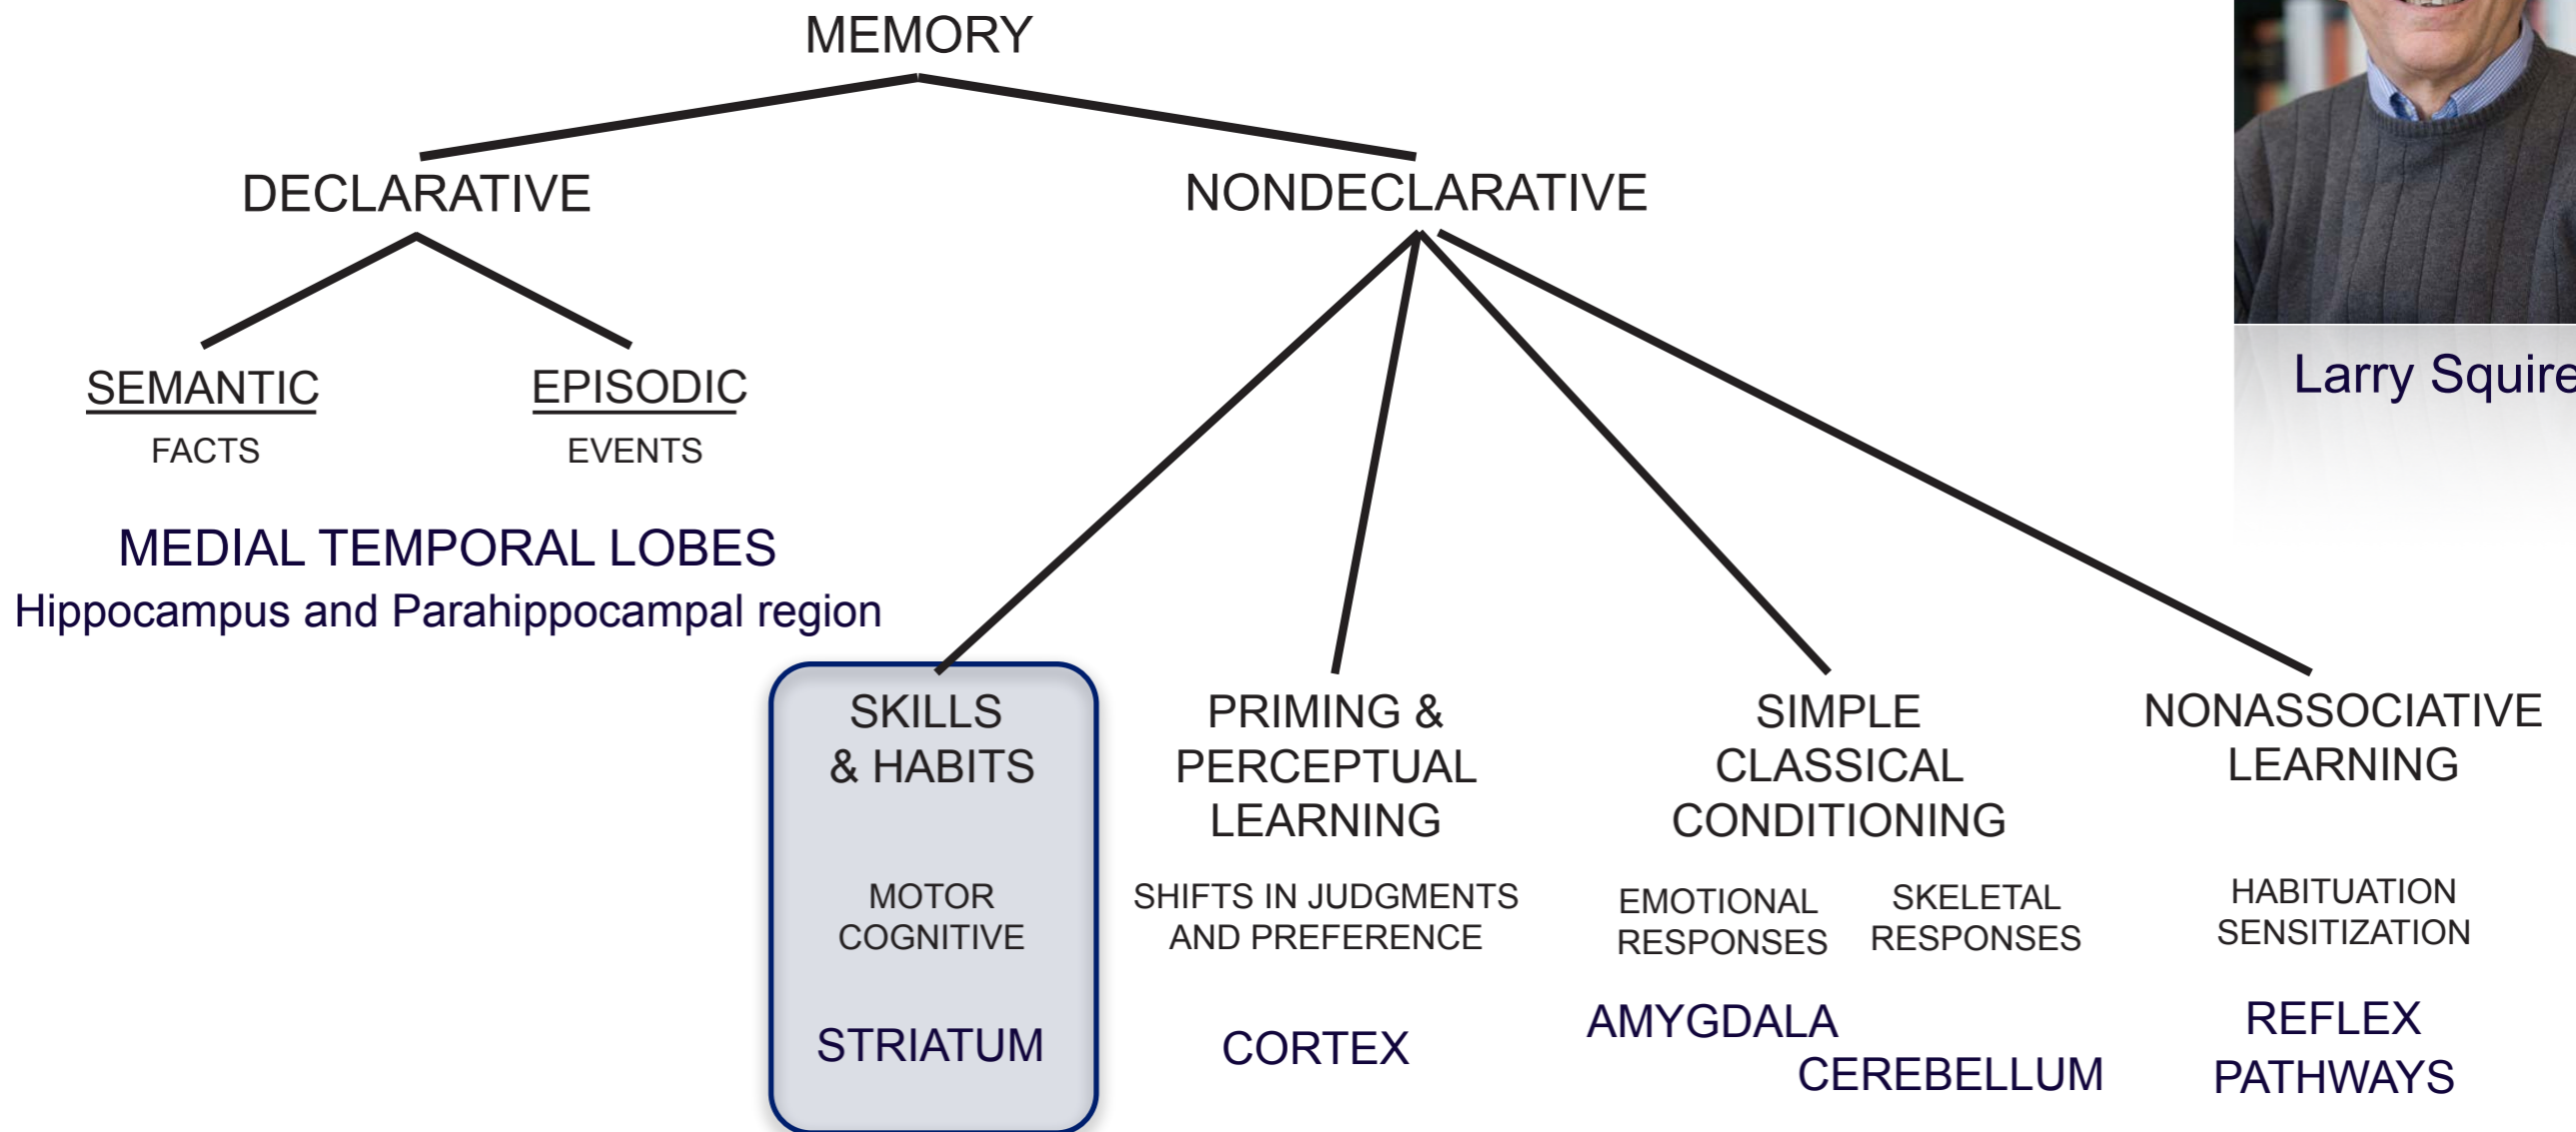 MEMORY
DECLARATIVE
NONDECLARATIVE
SEMANTIC
FACTS
EPISODIC
EVENTS
MEDIAL TEMPORAL LOBES
Hippocampus and Parahippocampal region
Larry Squire
SKILLS
& HABITS
MOTOR
COGNITIVE
STRIATUM
PRIMING &
PERCEPTUAL
LEARNING
SHIFTS IN JUDGMENTS
AND PREFERENCE
CORTEX
SIMPLE
CLASSICAL
CONDITIONING
EMOTIONAL
RESPONSES
SKELETAL
RESPONSES
AMYGDALA
CEREBELLUM
NONASSOCIATIVE
LEARNING
HABITUATION
SENSITIZATION
REFLEX
PATHWAYS